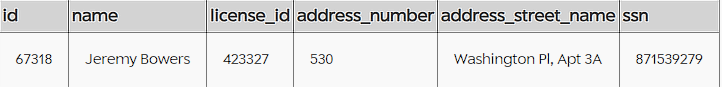 id name license_id address_number address_street_name ssn
67318 Jeremy Bowers 423327 530 Washington Pl, Apt 3A 871539279